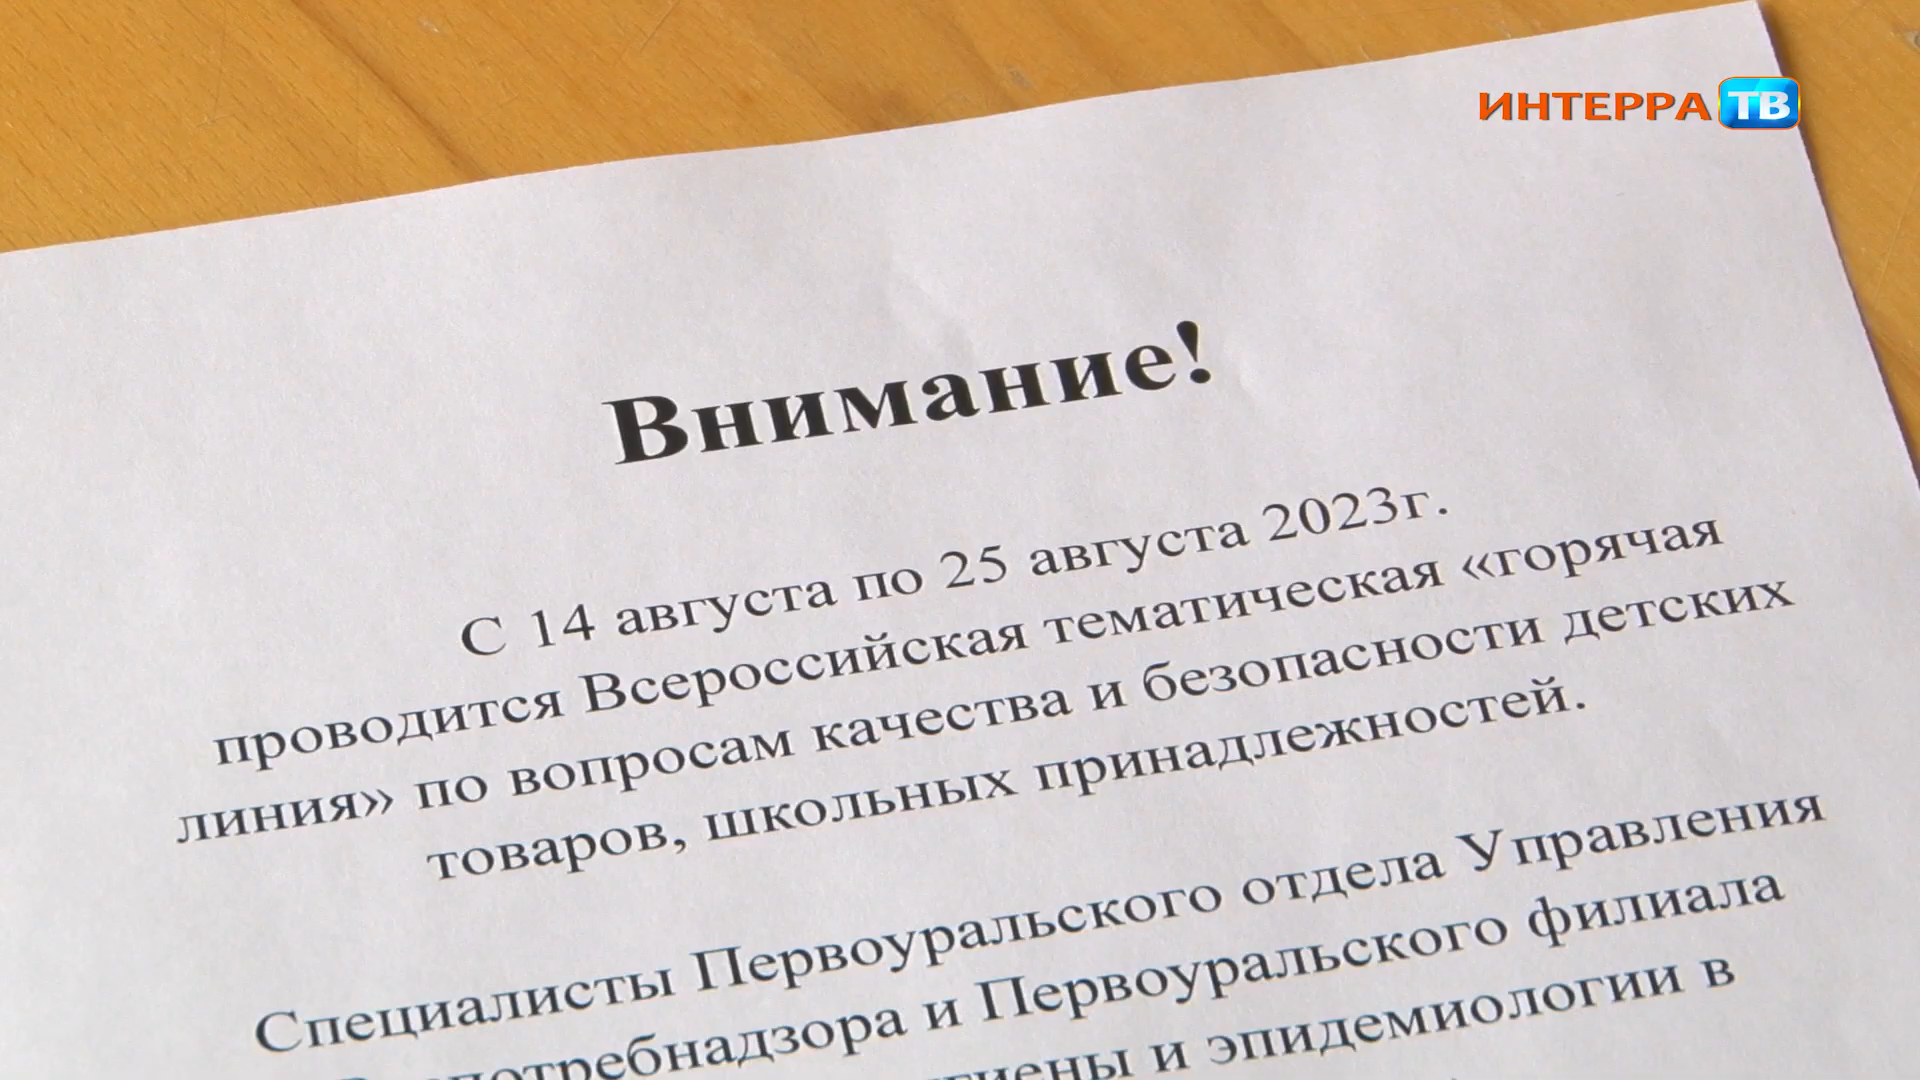 ИНТЕРРА ТВ
Внимание!
С 14 августа по 25 августа 2023г.
проводится Всероссийская тематическая «горячая
линия» по вопросам качества и безопасности детских
товаров, школьных принадлежностей.
Специалисты Первоуральского отдела Управления
и Первоуральского филиала
и эпидемиологии в